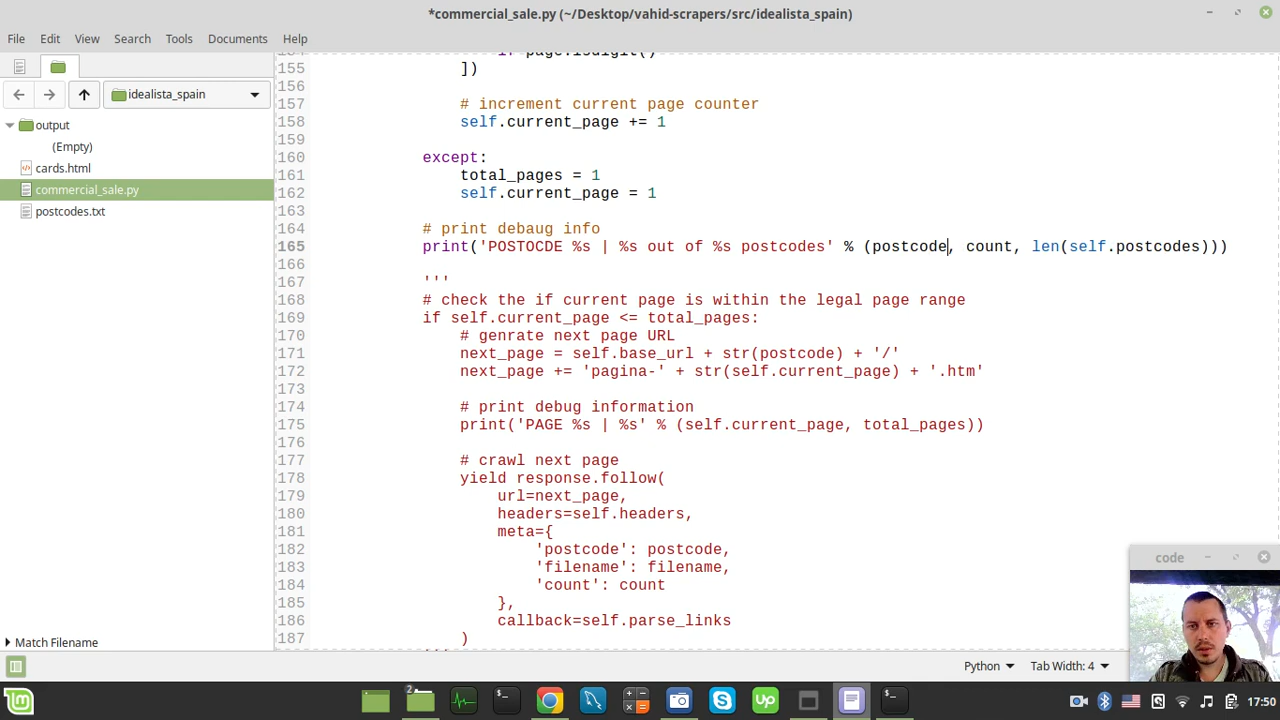 *commercial_sale.py (~/Desktop/vahid-scrapers/src/idealista_spain)
File Edit View Search Tools Documents Help
idealista_spain
output
(Empty)
cards.html
commercial_sale.py
postcodes.txt
Match Filename
155 ])
156
157 # increment current page counter
158 self.current_page += 1
159
160 except:
161 total_pages = 1
162 self.current_page = 1
163
164 # print debaug info
165 print('POSTOCDE %s | %s out of %s postcodes' % (postcode, count, len(self.postcodes)))
166
167 '''
168 # check the if current page is within the legal page range
169 if self.current_page <= total_pages:
170 # genrate next page URL
171 next_page = self.base_url + str(postcode) + '/'
172 next_page += 'pagina-' + str(self.current_page) + '.htm'
173
174 # print debug information
175 print('PAGE %s | %s' % (self.current_page, total_pages))
176
177 # crawl next page
178 yield response.follow(
179 url=next_page,
180 headers=self.headers,
181 meta={
182 'postcode': postcode,
183 'filename': filename,
184 'count': count
185 },
186 callback=self.parse_links
187 )
code
Python Tab Width: 4
2
Up
17:50